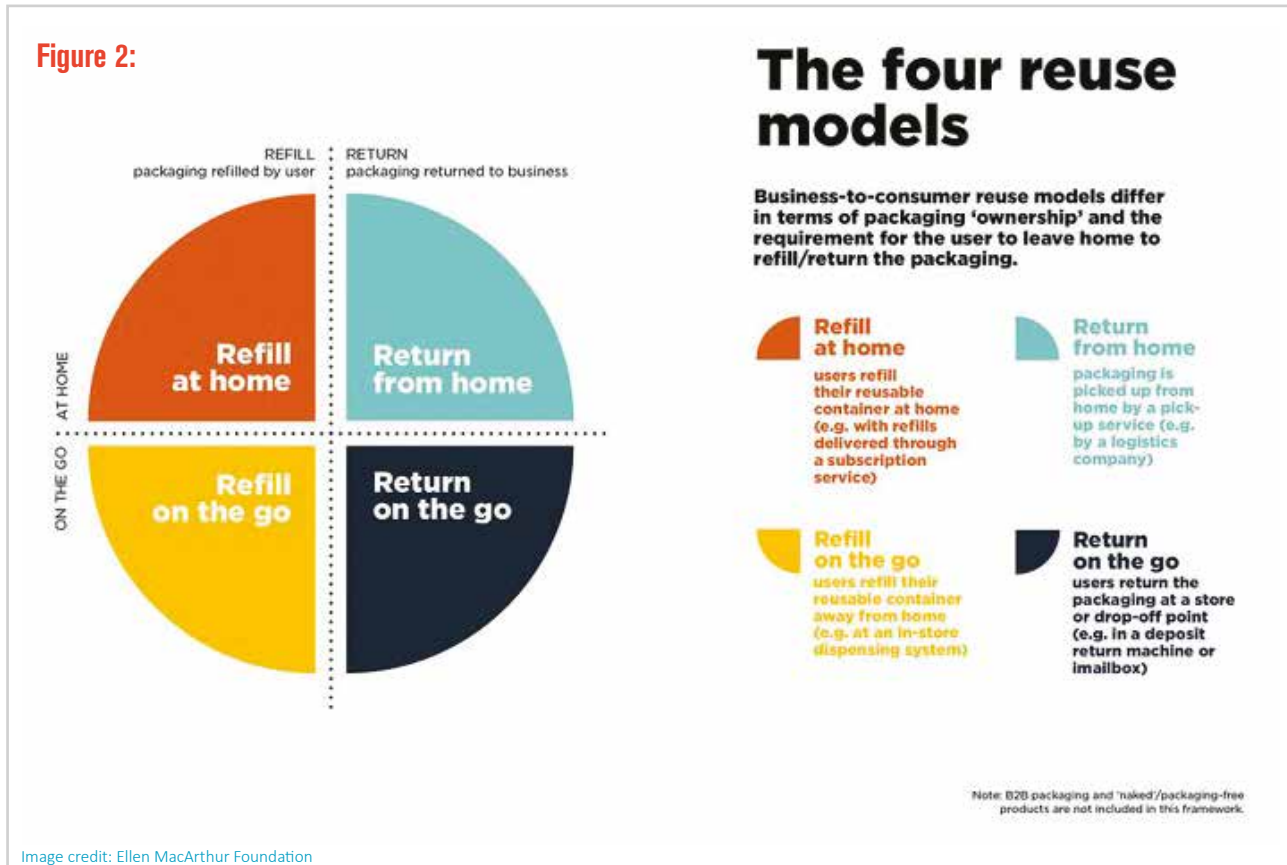 Figure 2:
The four reuse
models
REFILL
packaging refilled by user
RETURN
packaging returned to business
AT HOME
ON THE GO
Refill
at home
Return
from home
Refill
on the go
Return
on the go
Business-to-consumer reuse models differ
in terms of packaging ‘ownership’ and the
requirement for the user to leave home to
refill/return the packaging.
Refill
at home
users refill
their reusable
container at home
(e.g. with refills
delivered through
a subscription
service)
Return
from home
packaging is
picked up from
home by a pick-
up service (e.g.
by a logistics
company)
Refill
on the go
users refill their
reusable container
away from home
(e.g. at an in-store
dispensing system)
Return
on the go
users return the
packaging at a store
or drop-off point
(e.g. in a deposit
return machine or
imailbox)
Note: B2B packaging and 'naked'/packaging-free
products are not included in this framework.
Image credit: Ellen MacArthur Foundation